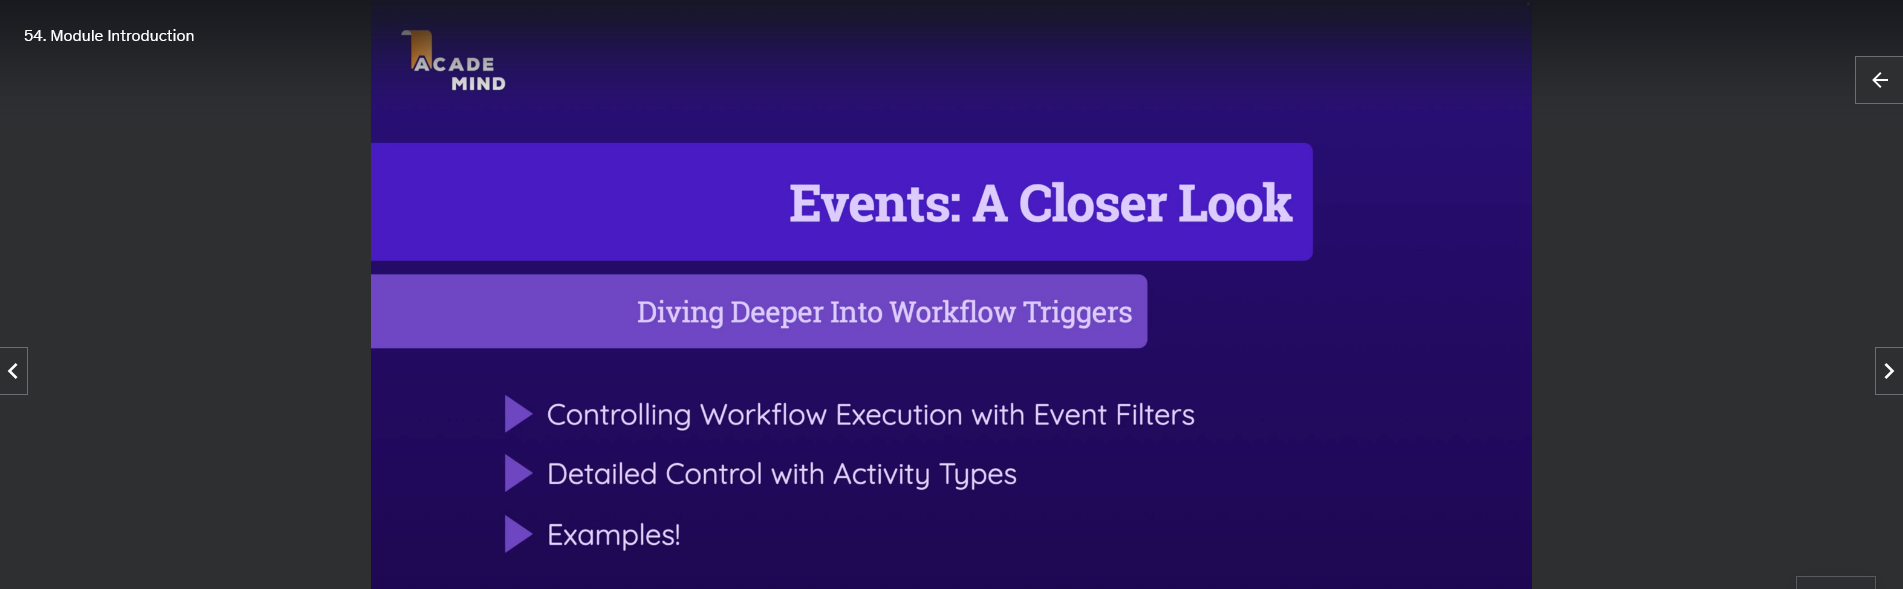 54. Module Introduction
ACADE
MIND
Events: A Closer Look
Diving Deeper Into Workflow Triggers
Controlling Workflow Execution with Event Filters
Detailed Control with Activity Types
Examples!